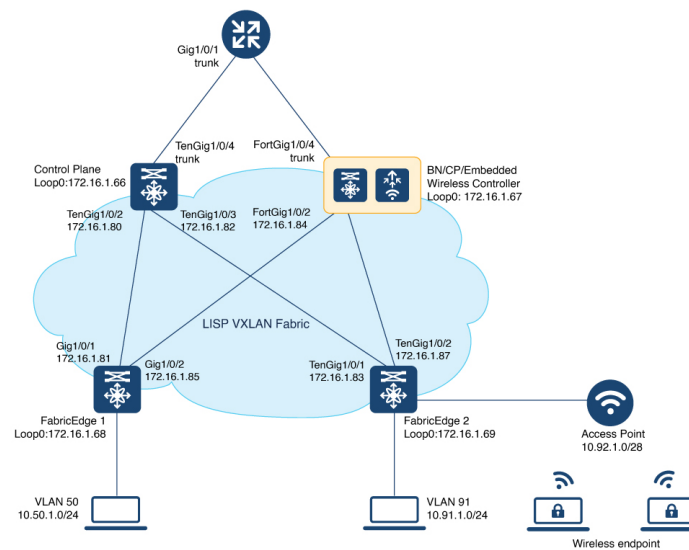 Gig1/0/1
trunk
TenGig1/0/4
trunk
FortGig1/0/4
trunk
Control Plane
Loop0:172.16.1.66
BN/CP/Embedded
Wireless Controller
Loop0: 172.16.1.67
TenGig1/0/2
172.16.1.80
TenGig1/0/3
172.16.1.82
FortGig1/0/2
172.16.1.84
LISP VXLAN Fabric
Gig1/0/1
172.16.1.81
Gig1/0/2
172.16.1.85
TenGig1/0/1
172.16.1.83
TenGig1/0/2
172.16.1.87
FabricEdge 1
Loop0:172.16.1.68
FabricEdge 2
Loop0:172.16.1.69
Access Point
10.92.1.0/28
VLAN 50
10.50.1.0/24
VLAN 91
10.91.1.0/24
Wireless endpoint